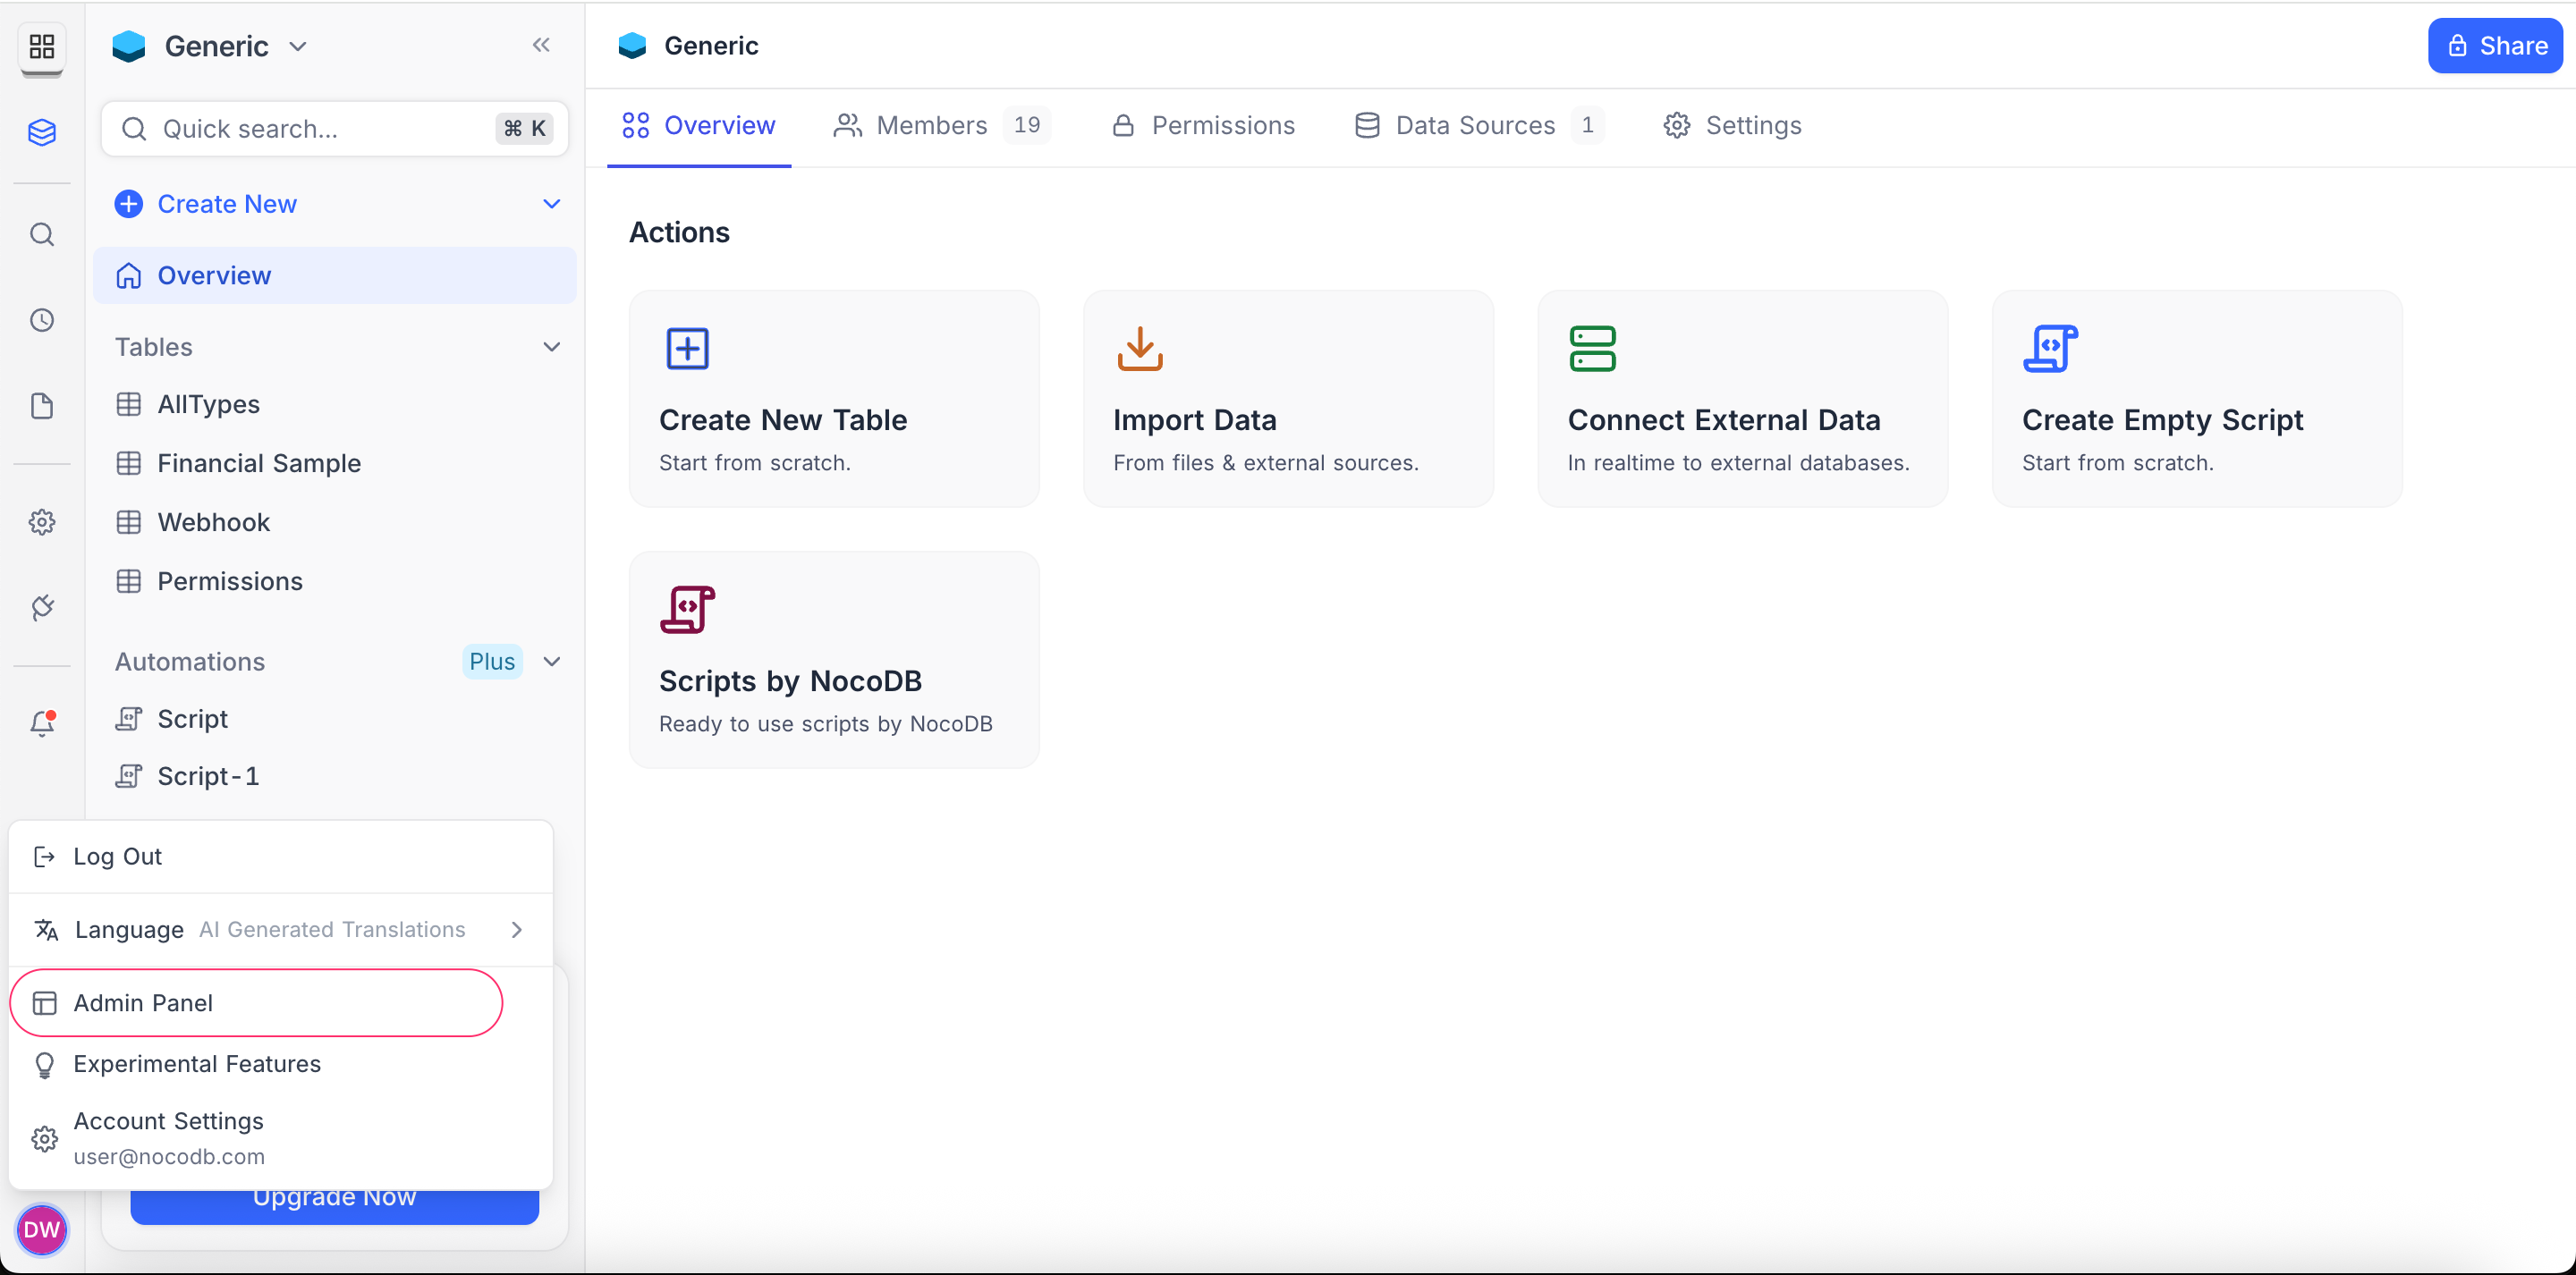 Generic
Quick search...
⌘ K
Create New
Overview
Tables
AllTypes
Financial Sample
Webhook
Permissions
Automations
Plus
Script
Script-1
Log Out
Language AI Generated Translations
Admin Panel
Experimental Features
Account Settings
user@nocodb.com
Upgrade Now
DW
Generic
Share
Overview
Members 19
Permissions
Data Sources 1
Settings
Actions
Create New Table
Start from scratch.
Import Data
From files & external sources.
Connect External Data
In realtime to external databases.
Create Empty Script
Start from scratch.
Scripts by NocoDB
Ready to use scripts by NocoDB